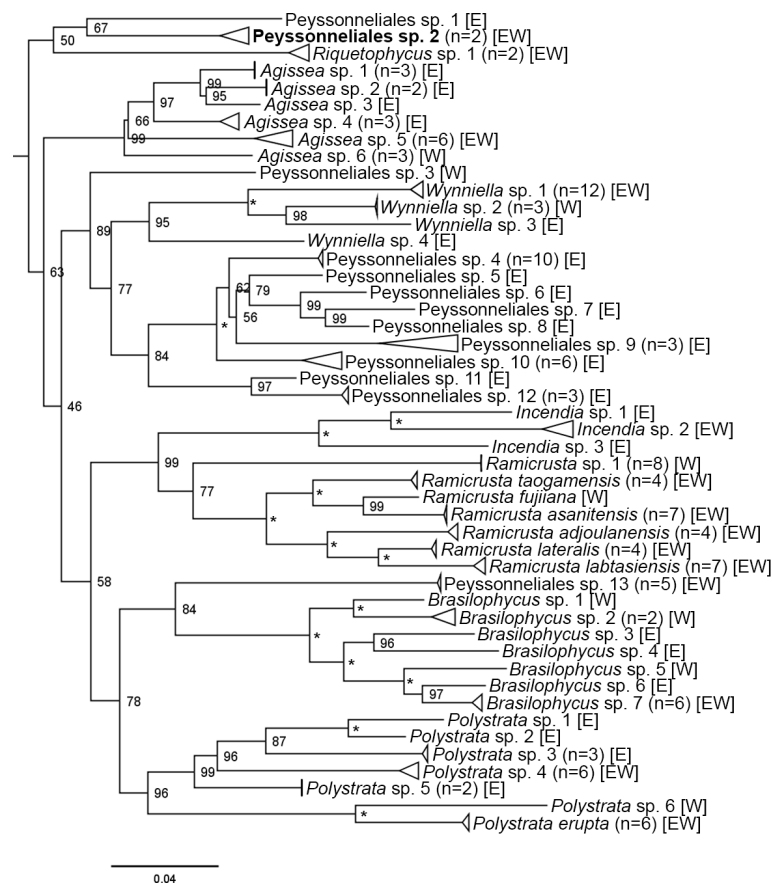 Peyssonneliales sp. 1 [E]
67
Peyssonneliales sp. 2 (n=2) [EW]
50
Riquetophycus sp. 1 (n=2) [EW]
Agissea sp. 1 (n=3) [E]
99
Agissea sp. 2 (n=2) [E]
95
97
Agissea sp. 3 [E]
66
Agissea sp. 4 (n=3) [E]
99
Agissea sp. 5 (n=6) [EW]
Agissea sp. 6 (n=3) [W]
Peyssonneliales sp. 3 [W]
Wynniella sp. 1 (n=12) [EW]
*
Wynniella sp. 2 (n=3) [W]
95
98
89
Wynniella sp. 3 [E]
Wynniella sp. 4 [E]
63
Peyssonneliales sp. 4 (n=10) [E]
Peyssonneliales sp. 5 [E]
77
62
79
Peyssonneliales sp. 6 [E]
99
Peyssonneliales sp. 7 [E]
56
99
*
Peyssonneliales sp. 8 [E]
Peyssonneliales sp. 9 (n=3) [E]
84
Peyssonneliales sp. 10 (n=6) [E]
Peyssonneliales sp. 11 [E]
97
Peyssonneliales sp. 12 (n=3) [E]
46
Incendia sp. 1 [E]
*
Incendia sp. 2 [EW]
*
Incendia sp. 3 [E]
99
Ramicrusta sp. 1 (n=8) [W]
Ramicrusta taogamensis (n=4) [EW]
77
*
Ramicrusta fujiiana [W]
99
Ramicrusta asanitensis (n=7) [EW]
*
Ramicrusta adjoulanensis (n=4) [EW]
*
Ramicrusta lateralis (n=4) [EW]
*
Ramicrusta labtasiensis (n=7) [EW]
58
Peyssonneliales sp. 13 (n=5) [EW]
Brasilophycus sp. 1 [W]
84
*
Brasilophycus sp. 2 (n=2) [W]
*
Brasilophycus sp. 3 [E]
96
Brasilophycus sp. 4 [E]
*
Brasilophycus sp. 5 [W]
*
Brasilophycus sp. 6 [E]
97
Brasilophycus sp. 7 (n=6) [EW]
78
Polystrata sp. 1 [E]
*
Polystrata sp. 2 [E]
87
Polystrata sp. 3 (n=3) [E]
96
Polystrata sp. 4 (n=6) [EW]
99
Polystrata sp. 5 (n=2) [E]
96
Polystrata sp. 6 [W]
*
Polystrata erupta (n=6) [EW]
0.04